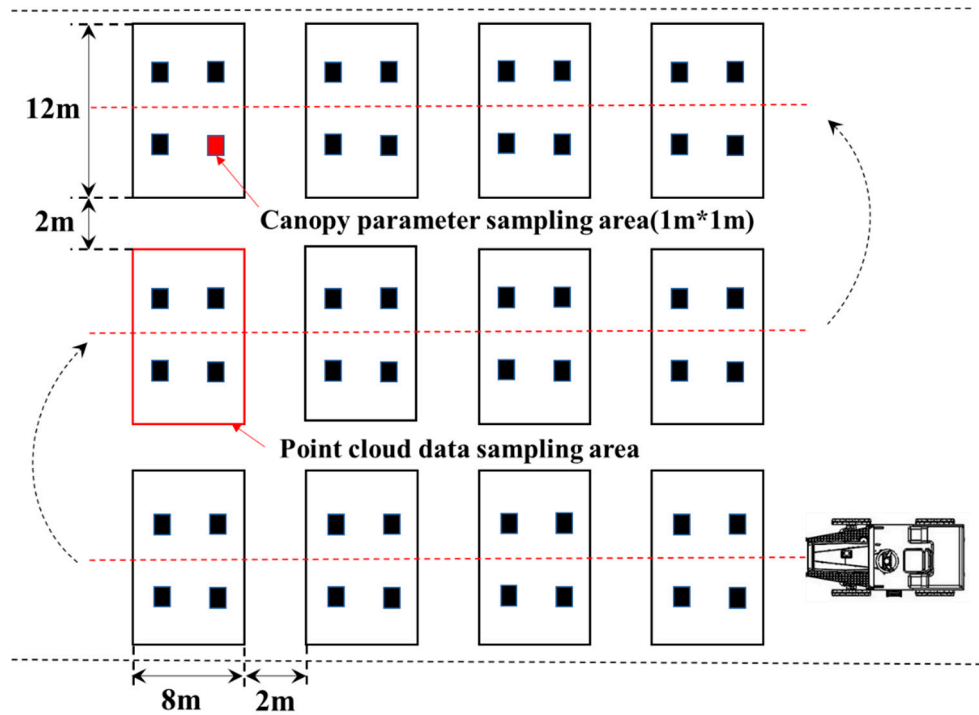 12m
2m
Canopy parameter sampling area(1m*1m)
Point cloud data sampling area
8m
2m